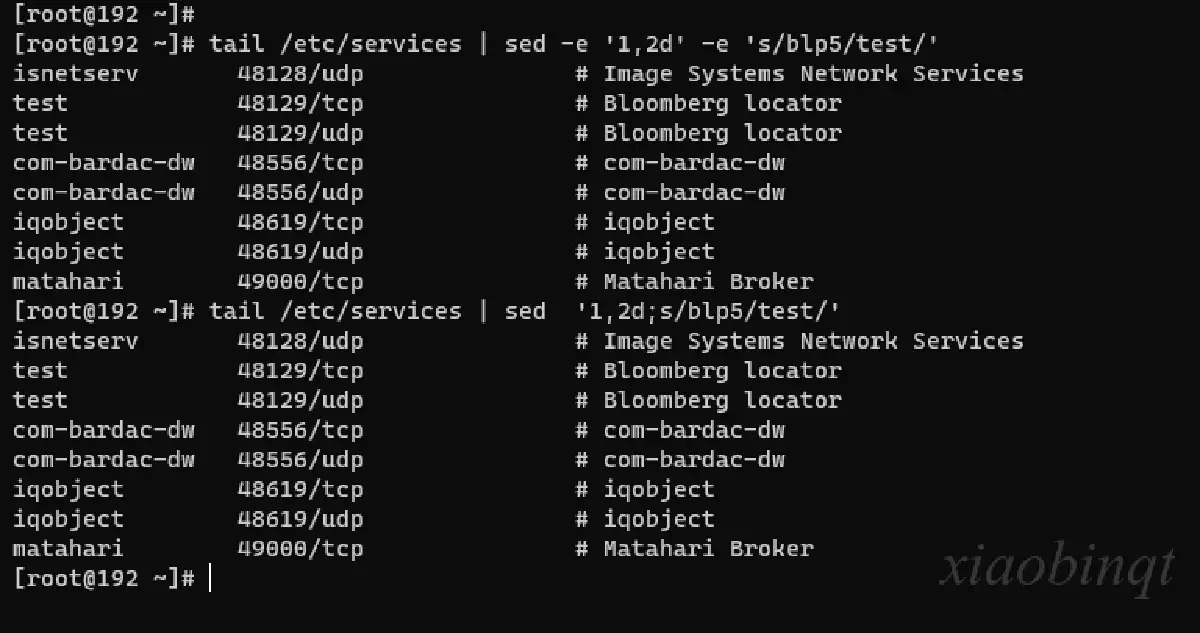 [root@192 ~]#
[root@192 ~]# tail /etc/services | sed -e '1,2d' -e 's/blp5/test/'
isnetserv       48128/udp               # Image Systems Network Services
test            48129/tcp               # Bloomberg locator
test            48129/udp               # Bloomberg locator
com-bardac-dw   48556/tcp               # com-bardac-dw
com-bardac-dw   48556/udp               # com-bardac-dw
iqobject        48619/tcp               # iqobject
iqobject        48619/udp               # iqobject
matahari        49000/tcp               # Matahari Broker
[root@192 ~]# tail /etc/services | sed  '1,2d;s/blp5/test/'
isnetserv       48128/udp               # Image Systems Network Services
test            48129/tcp               # Bloomberg locator
test            48129/udp               # Bloomberg locator
com-bardac-dw   48556/tcp               # com-bardac-dw
com-bardac-dw   48556/udp               # com-bardac-dw
iqobject        48619/tcp               # iqobject
iqobject        48619/udp               # iqobject
matahari        49000/tcp               # Matahari Broker
[root@192 ~]#
xiaobinqt